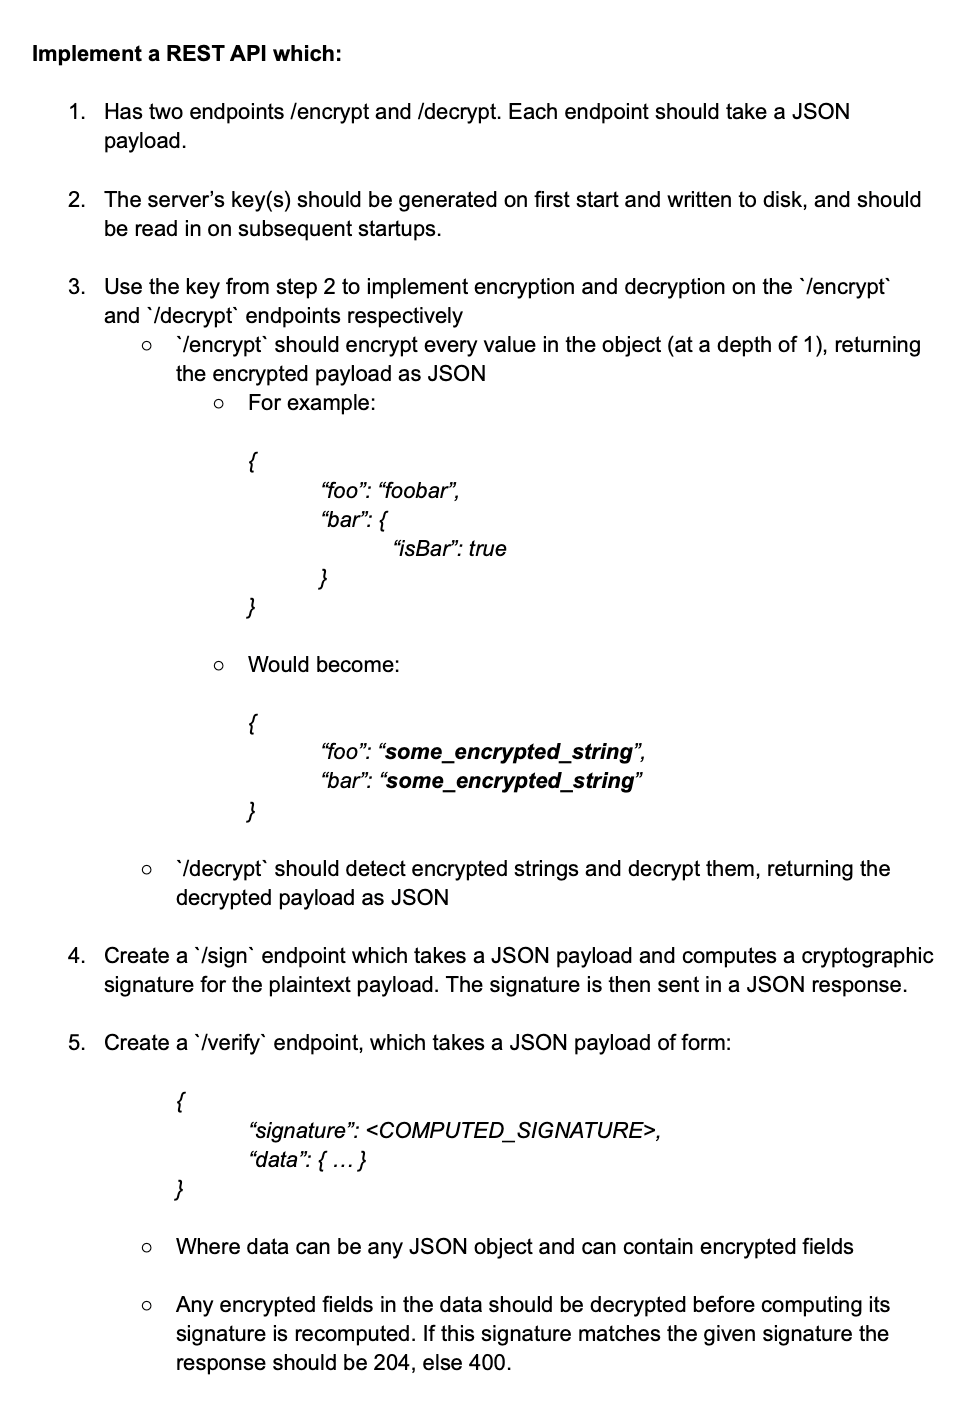 Implement a REST API which:
1. Has two endpoints /encrypt and /decrypt. Each endpoint should take a JSON
payload.
2. The server’s key(s) should be generated on first start and written to disk, and should
be read in on subsequent startups.
3. Use the key from step 2 to implement encryption and decryption on the `/encrypt`
and `/decrypt` endpoints respectively
○ `/encrypt` should encrypt every value in the object (at a depth of 1), returning
the encrypted payload as JSON
○ For example:
{
“foo”: “foobar”,
“bar”: {
“isBar”: true
}
}
○ Would become:
{
“foo”: “some_encrypted_string”,
“bar”: “some_encrypted_string”
}
○ `/decrypt` should detect encrypted strings and decrypt them, returning the
decrypted payload as JSON
4. Create a `/sign` endpoint which takes a JSON payload and computes a cryptographic
signature for the plaintext payload. The signature is then sent in a JSON response.
5. Create a `/verify` endpoint, which takes a JSON payload of form:
{
“signature”: <COMPUTED_SIGNATURE>,
“data”: { ... }
}
○ Where data can be any JSON object and can contain encrypted fields
○ Any encrypted fields in the data should be decrypted before computing its
signature is recomputed. If this signature matches the given signature the
response should be 204, else 400.